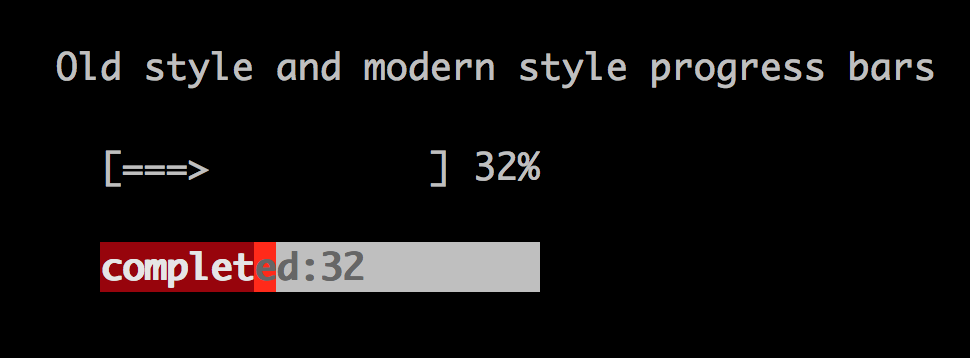 Old style and modern style progress bars
[===>          ] 32%
completed:32